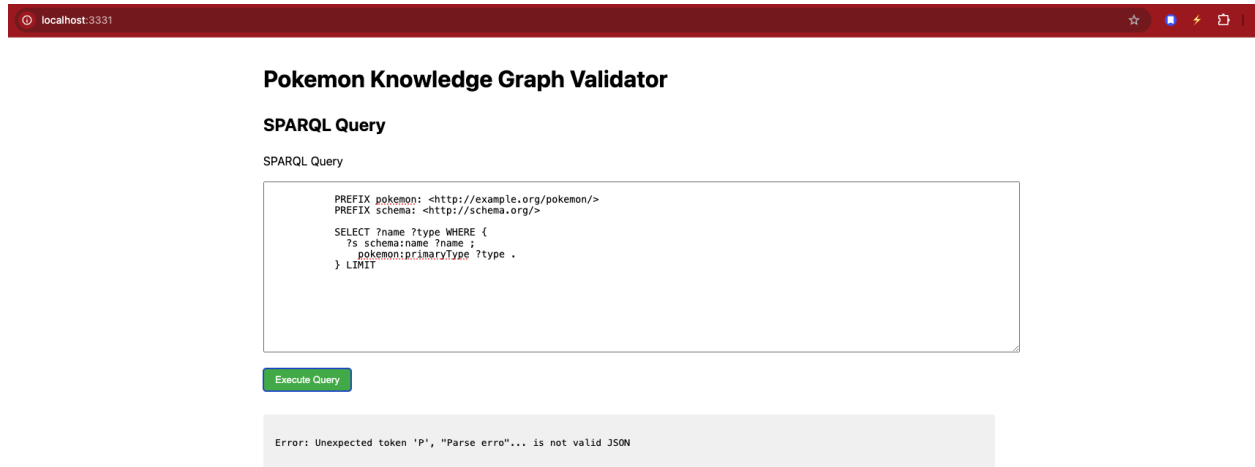 localhost:3331
Pokemon Knowledge Graph Validator
SPARQL Query
SPARQL Query
PREFIX pokemon: <http://example.org/pokemon/>
PREFIX schema: <http://schema.org/>
SELECT ?name ?type WHERE {
?s schema:name ?name ;
pokemon:primaryType ?type .
} LIMIT
Execute Query
Error: Unexpected token 'P', "Parse erro"... is not valid JSON